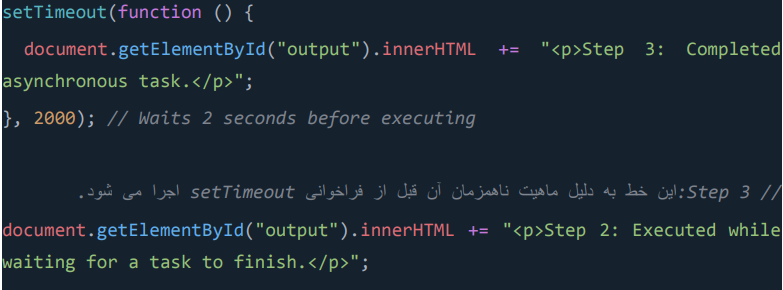 setTimeout(function () {
document.getElementById("output").innerHTML += "<p>Step 3: Completed
asynchronous task.</p>";
}, 2000); // Waits 2 seconds before executing
// Step 3:این خط به دلیل ماهیت ناهمزمان آن قبل از فراخوانی setTimeout اجرا می شود.
document.getElementById("output").innerHTML += "<p>Step 2: Executed while
waiting for a task to finish.</p>";